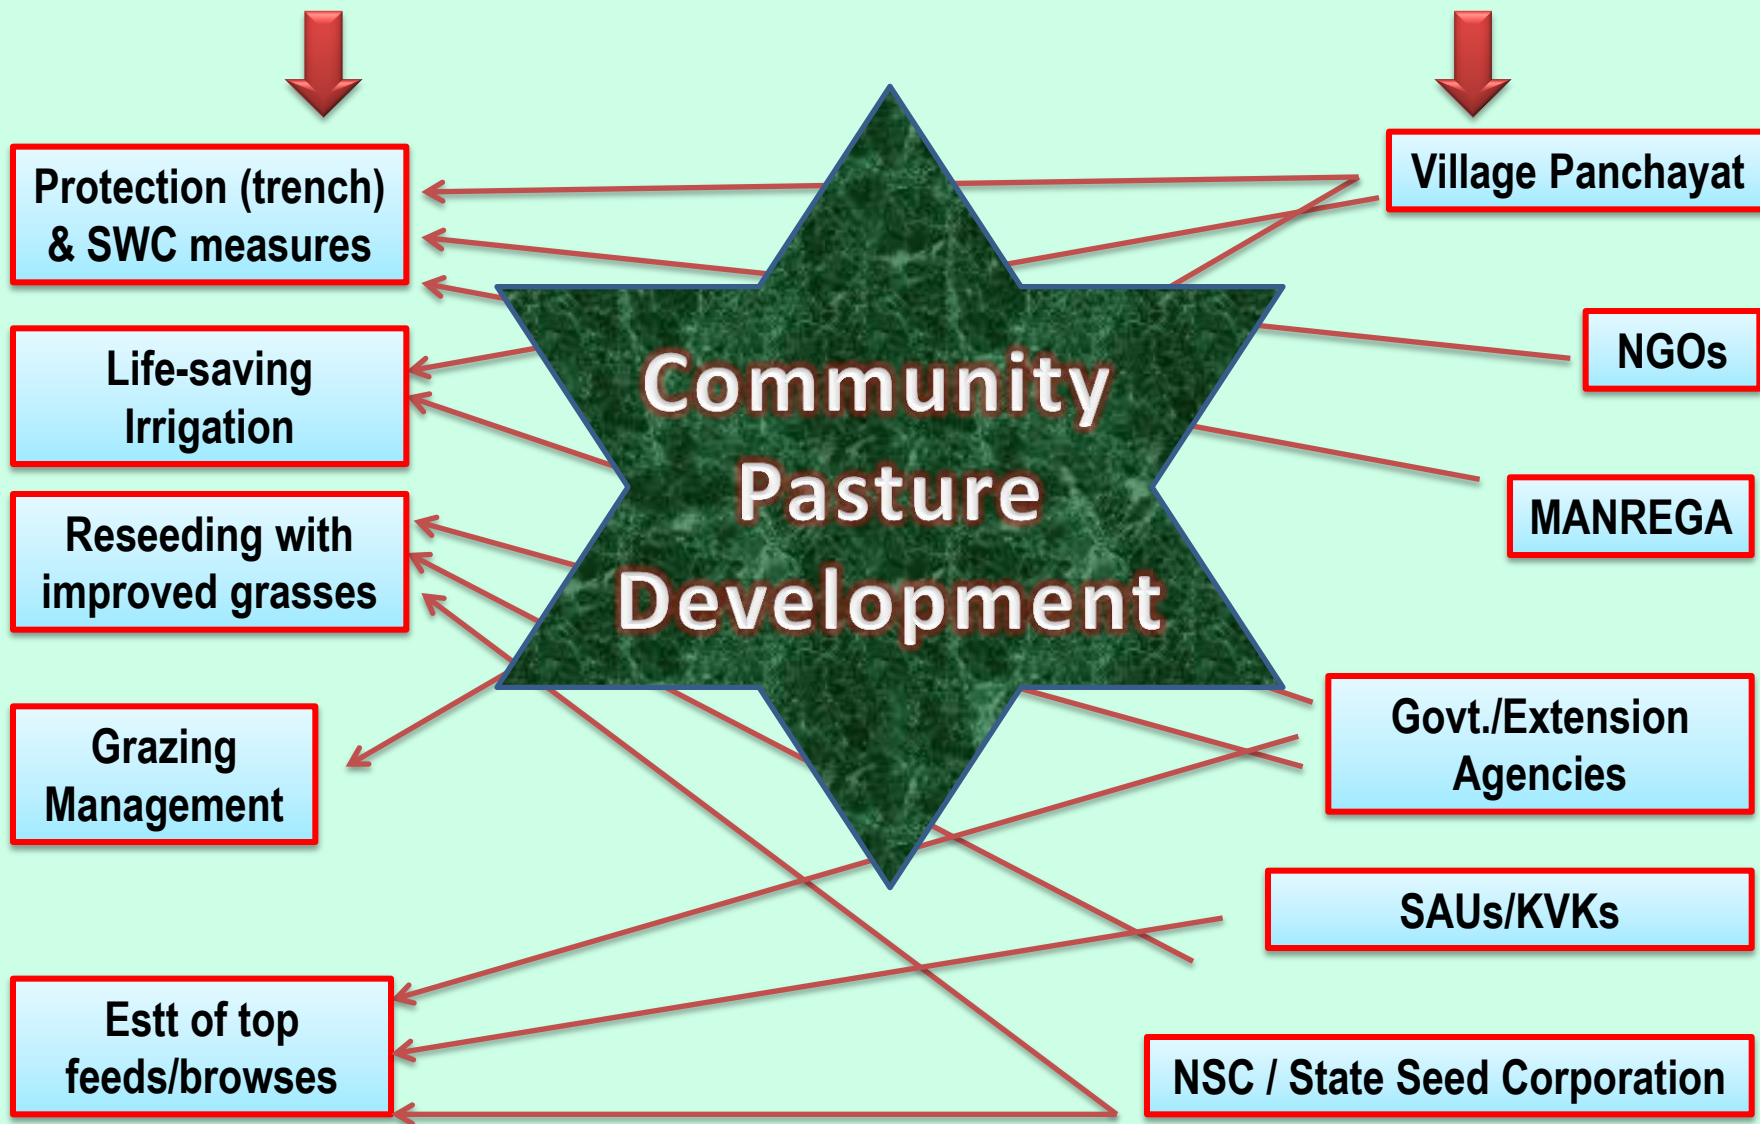 Protection (trench)
& SWC measures
Life-saving
Irrigation
Reseeding with
improved grasses
Grazing
Management
Estt of top
feeds/browses
Community
Pasture
Development
Village Panchayat
NGOs
MANREGA
Govt./Extension
Agencies
SAUs/KVKs
NSC / State Seed Corporation